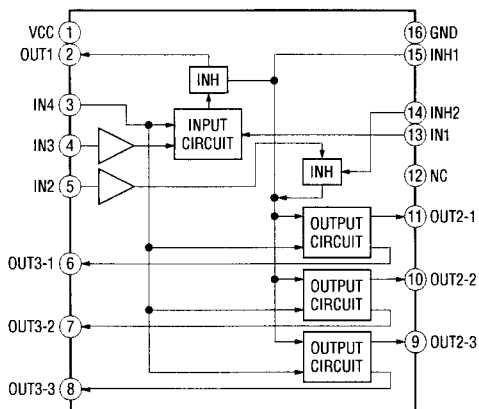 VCC 1
OUT1 2
IN4 3
IN3 4
IN2 5
OUT3-1 6
OUT3-2 7
OUT3-3 8
INH
INPUT
CIRCUIT
INH
OUTPUT
CIRCUIT
OUTPUT
CIRCUIT
OUTPUT
CIRCUIT
16 GND
15 INH1
14 INH2
13 IN1
12 NC
11 OUT2-1
10 OUT2-2
9 OUT2-3